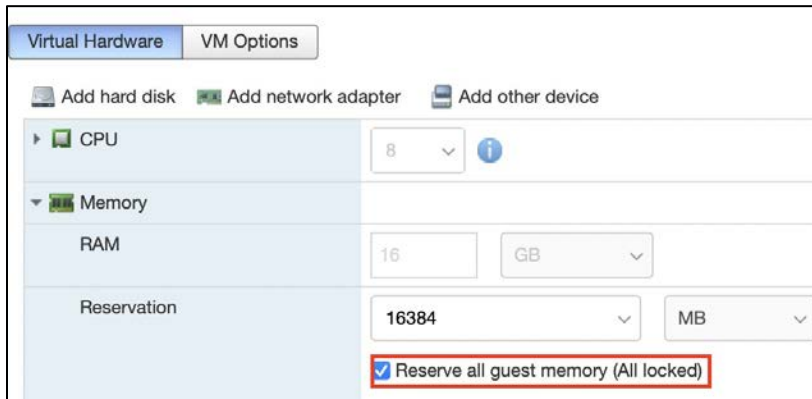 Virtual Hardware VM Options
Add hard disk Add network adapter Add other device
CPU 8
Memory
RAM 16 GB
Reservation 16384 MB
Reserve all guest memory (All locked)